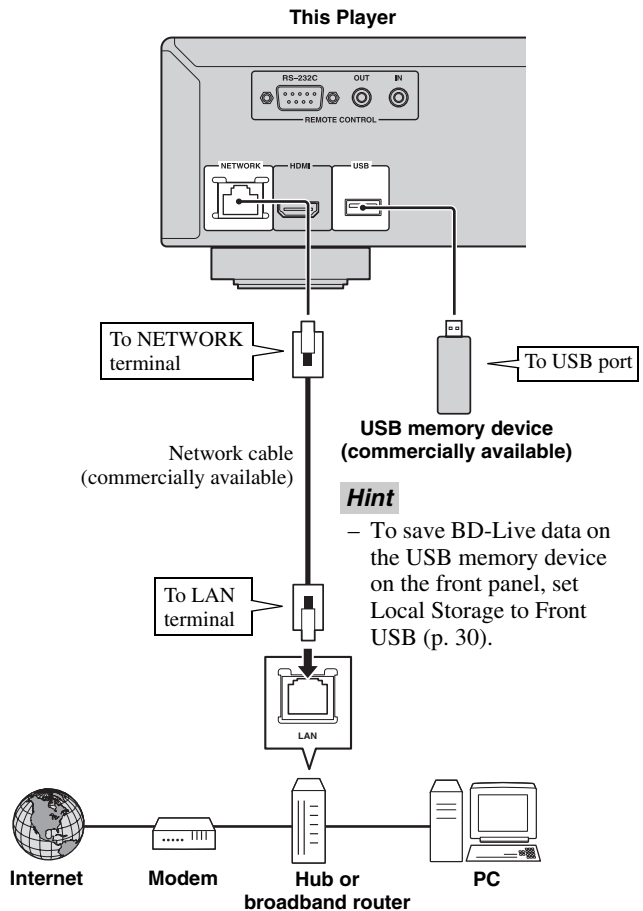 This Player
RS–232C
OUT
IN
REMOTE CONTROL
NETWORK
HDMI
USB
To NETWORK
terminal
To USB port
USB memory device
(commercially available)
Network cable
(commercially available)
Hint
– To save BD-Live data on
the USB memory device
on the front panel, set
Local Storage to Front
USB (p. 30).
To LAN
terminal
LAN
Internet
Modem
Hub or
broadband router
PC